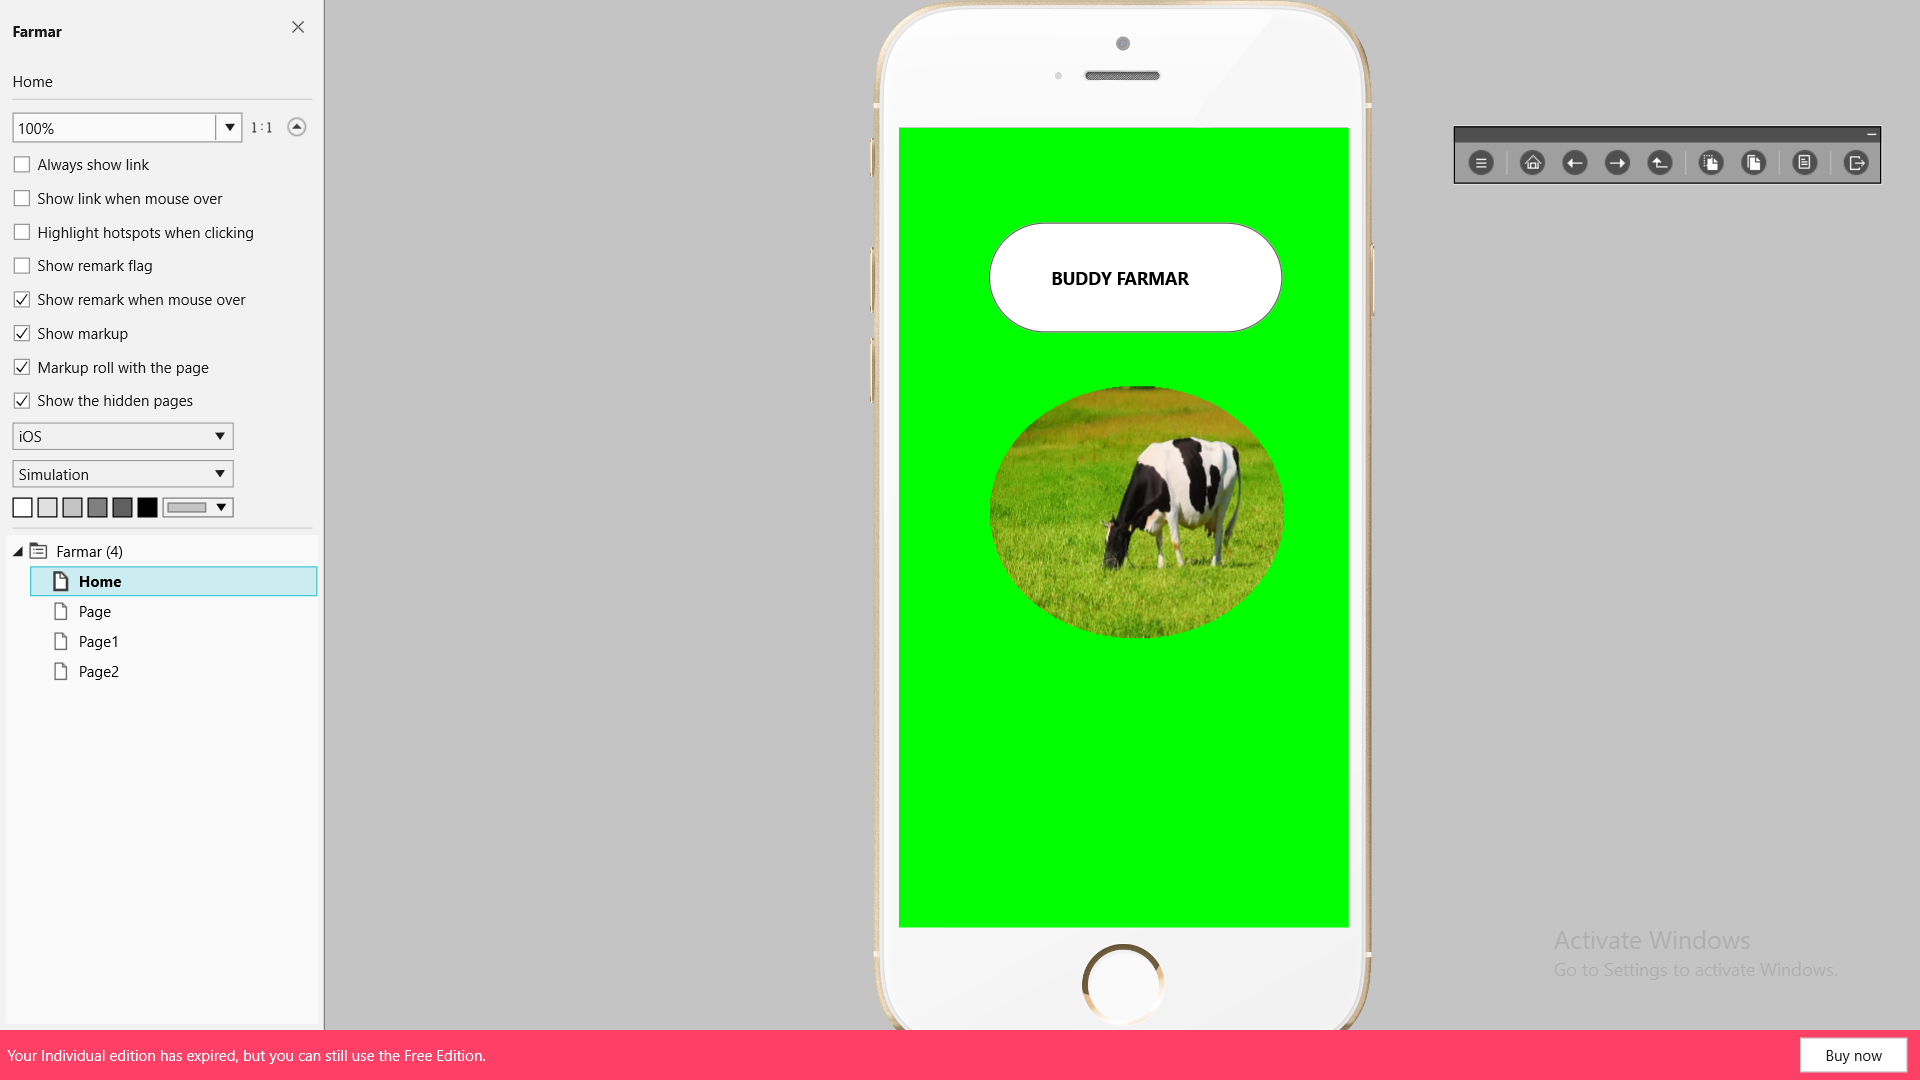 Farmar
Home
100%
1:1
Always show link
Show link when mouse over
Highlight hotspots when clicking
Show remark flag
Show remark when mouse over
Show markup
Markup roll with the page
Show the hidden pages
iOS
Simulation
Farmar (4)
Home
Page
Page1
Page2
BUDDY FARMAR
Activate Windows
Go to Settings to activate Windows.
Your Individual edition has expired, but you can still use the Free Edition.
Buy now